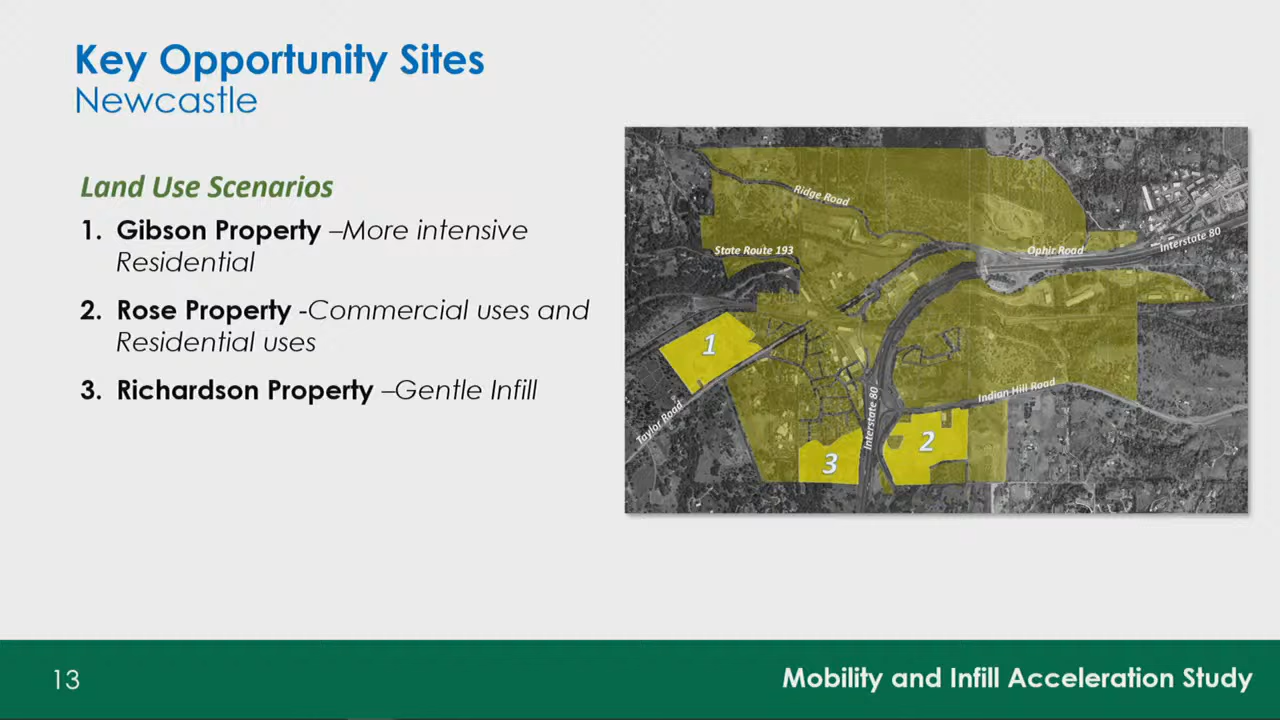 Key Opportunity Sites
Newcastle
Land Use Scenarios
1. Gibson Property –More intensive
Residential
2. Rose Property -Commercial uses and
Residential uses
3. Richardson Property –Gentle Infill
Ridge Road
State Route 193
Ophir Road
Interstate 80
1
Taylor Road
Interstate 80
Indian Hill Road
2
3
13
Mobility and Infill Acceleration Study